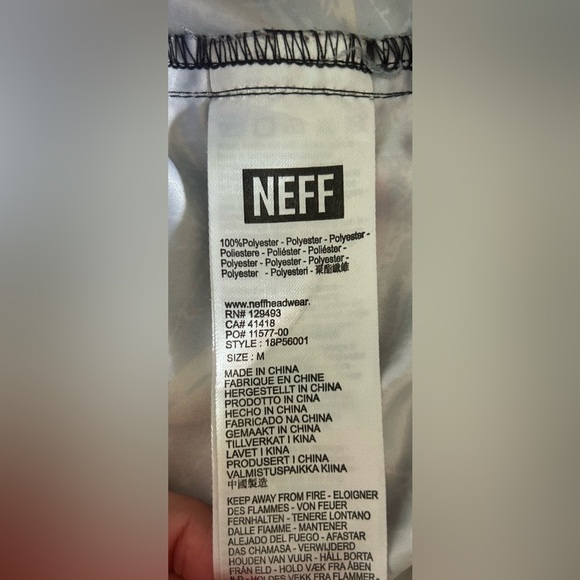 NEFF
100%Polyester - Polyester - Polyester -
Poliestere - Poliéster - Poliéster -
Polyester - Polyester - Polyester -
Polyester - Polyesteri - 聚酯纖維
www.neffheadwear.
RN# 129493
CA# 41418
PO# 11577-00
STYLE : 18P56001
SIZE : M
MADE IN CHINA
FABRIQUE EN CHINE
HERGESTELLT IN CHINA
PRODOTTO IN CINA
HECHO IN CHINA
FABRICADO NA CHINA
GEMAAKT IN CHINA
TILLVERKAT I KINA
LAVET I KINA
PRODUSERT I CHINA
VALMISTUSPAIKKA KIINA
中國製造
KEEP AWAY FROM FIRE - ELOIGNER
DES FLAMMES - VON FEUER
FERNHALTEN - TENERE LONTANO
DALLE FIAMME - MANTENER
ALEJADO DEL FUEGO - AFASTAR
DAS CHAMASA - VERWIJDERD
HOUDEN VAN VUUR - HÅLL BORTA
FRÅN ELD - HOLD VÆK FRA ÅBEN
ILD - HOLDES VEKK FRA FLAMMER -